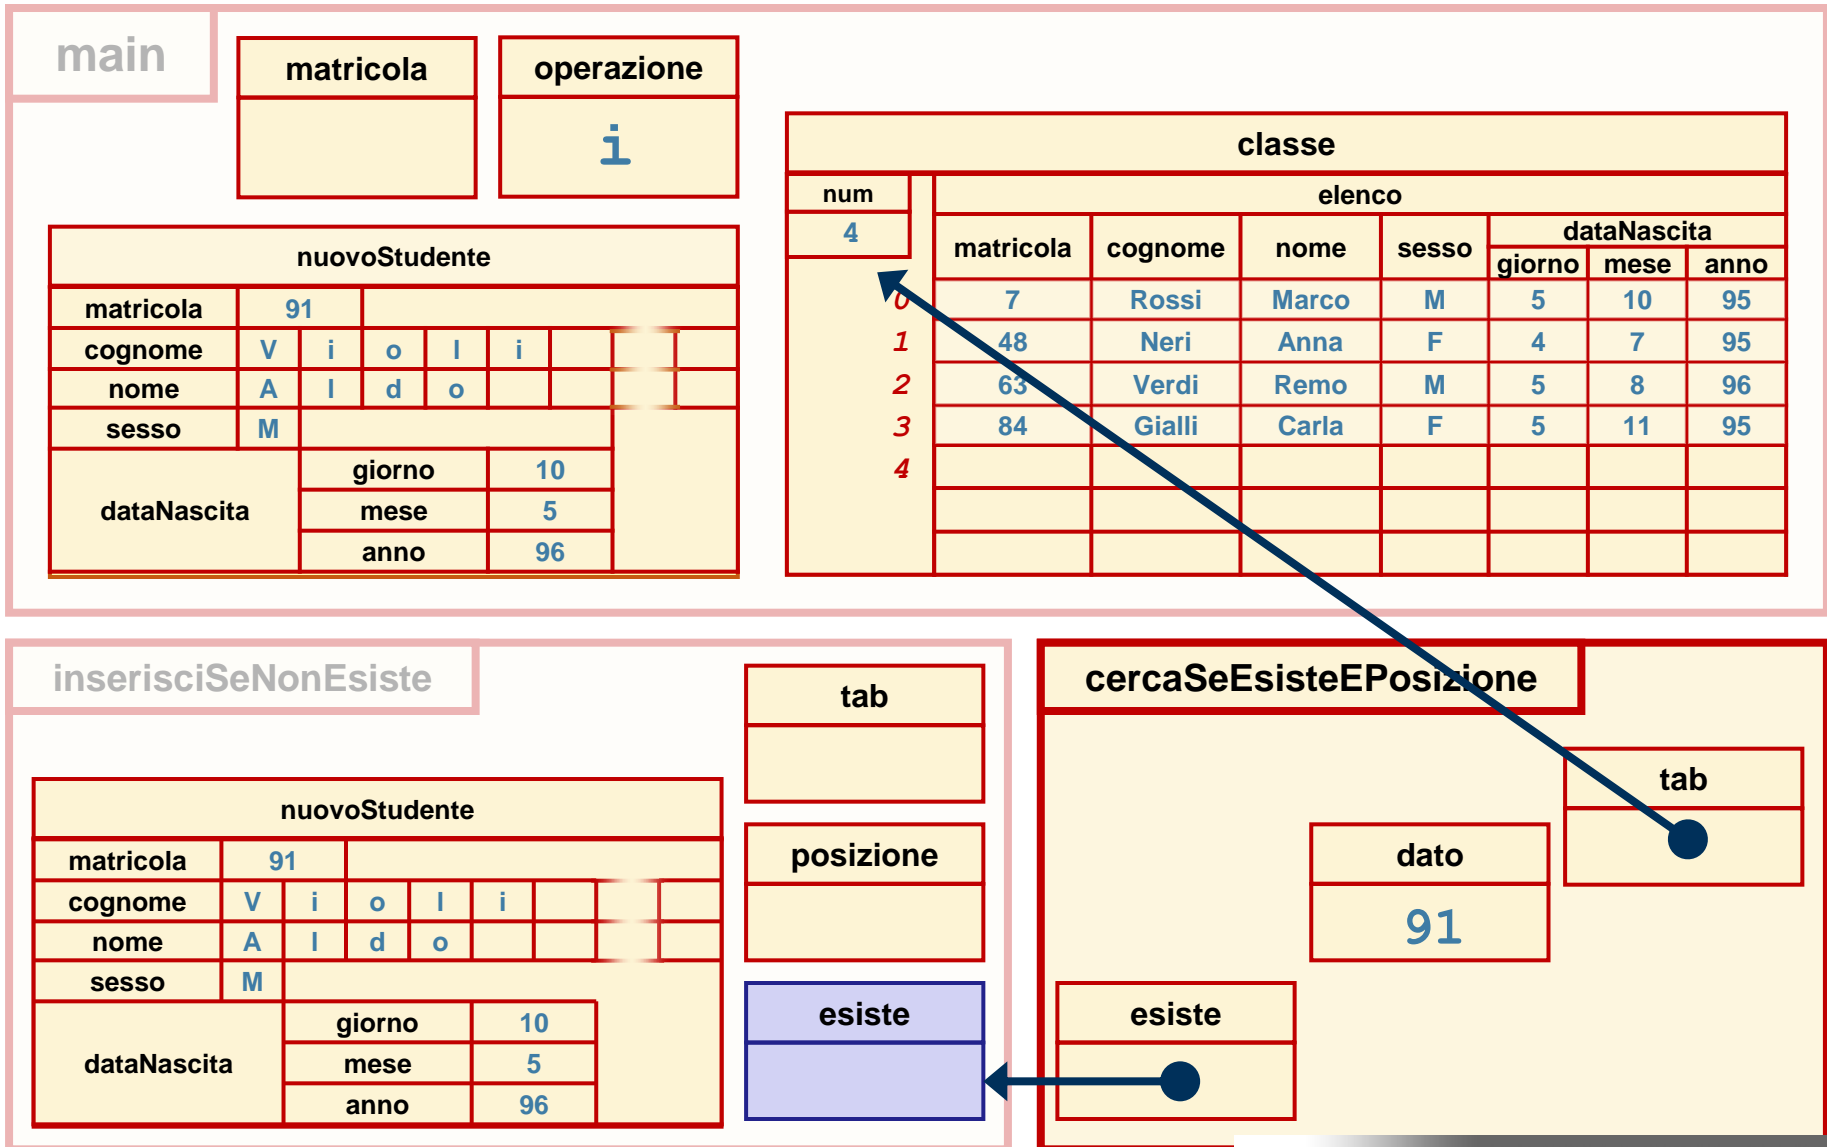 main
matricola
operazione
i
classe
num
elenco
4
matricola cognome nome sesso dataNascita
giorno mese anno
0 7 Rossi Marco M 5 10 95
1 48 Neri Anna F 4 7 95
2 63 Verdi Remo M 5 8 96
3 84 Gialli Carla F 5 11 95
4
nuovoStudente
matricola 91
cognome V i o l i
nome A l d o
sesso M
dataNascita
giorno 10
mese 5
anno 96
inserisciSeNonEsiste
tab
nuovoStudente
matricola 91
cognome V i o l i
nome A l d o
sesso M
dataNascita
giorno 10
mese 5
anno 96
posizione
esiste
cercaSeEsisteEPosizione
tab
dato
91
esiste